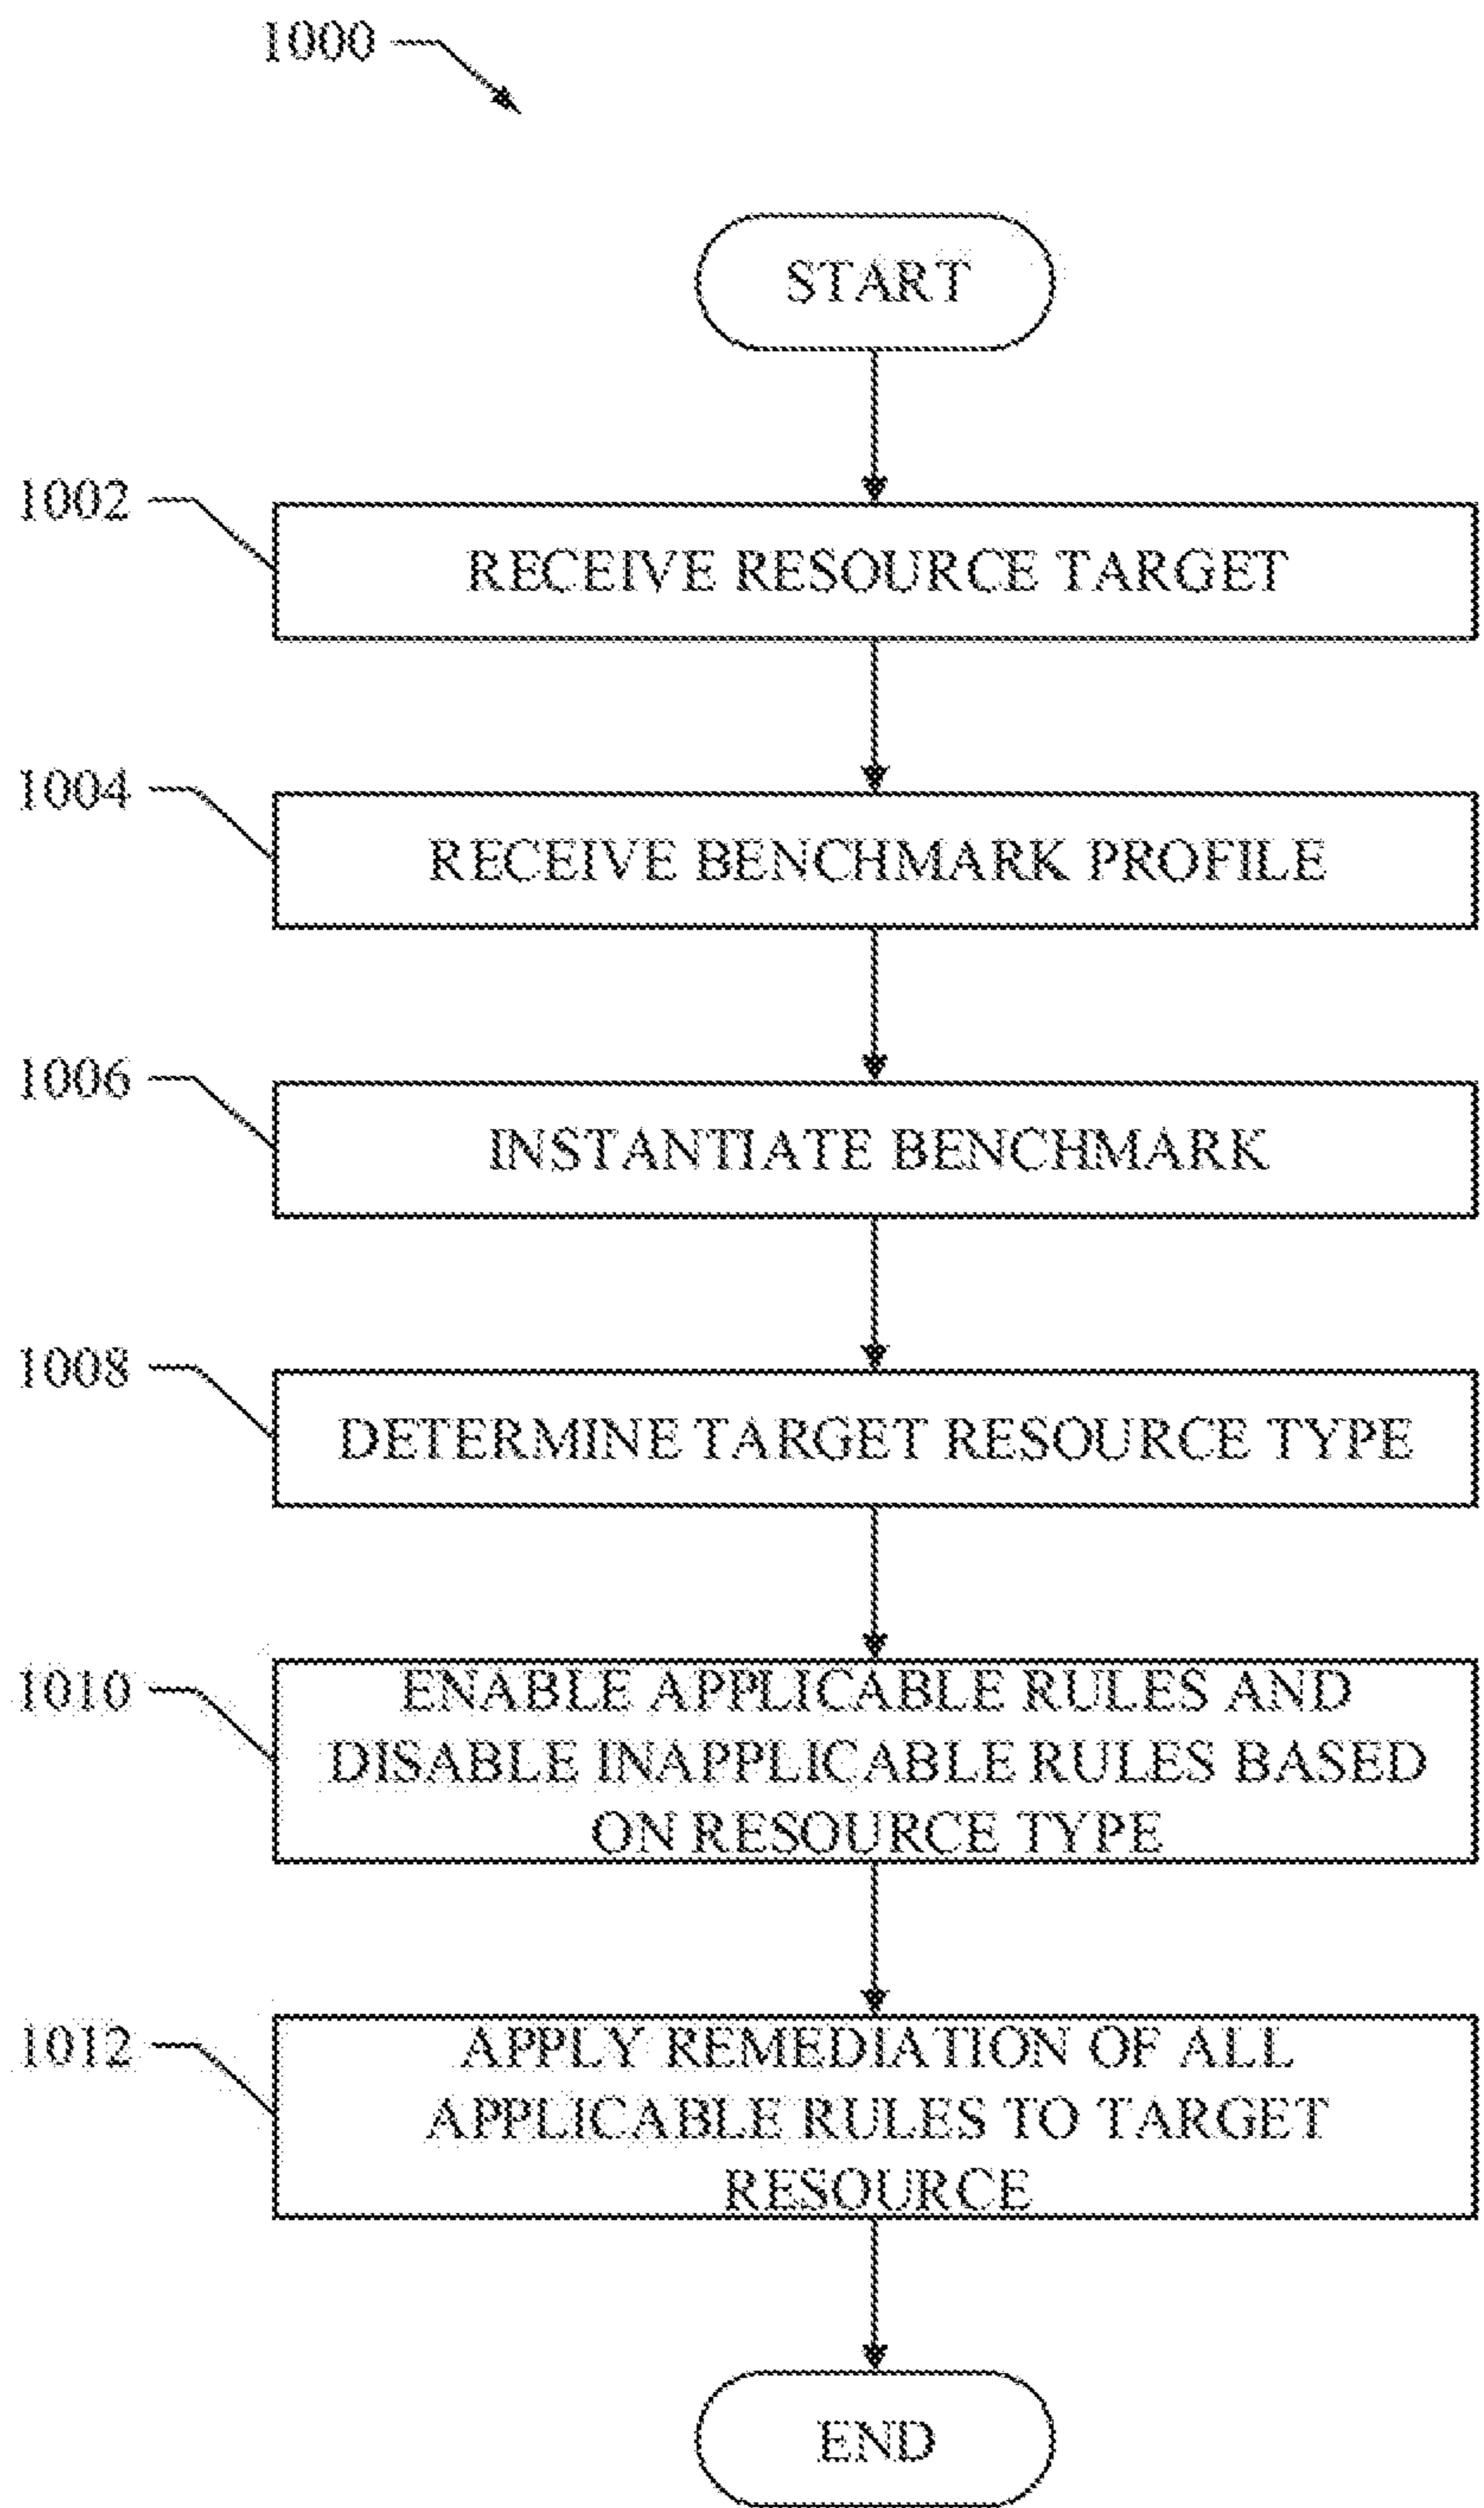 1000
START
1002
RECEIVE RESOURCE TARGET
1004
RECEIVE BENCHMARK PROFILE
1006
INSTANTIATE BENCHMARK
1008
DETERMINE TARGET RESOURCE TYPE
1010
ENABLE APPLICABLE RULES AND
DISABLE INAPPLICABLE RULES BASED
ON RESOURCE TYPE
1012
APPLY REMEDIATION OF ALL
APPLICABLE RULES TO TARGET
RESOURCE
END